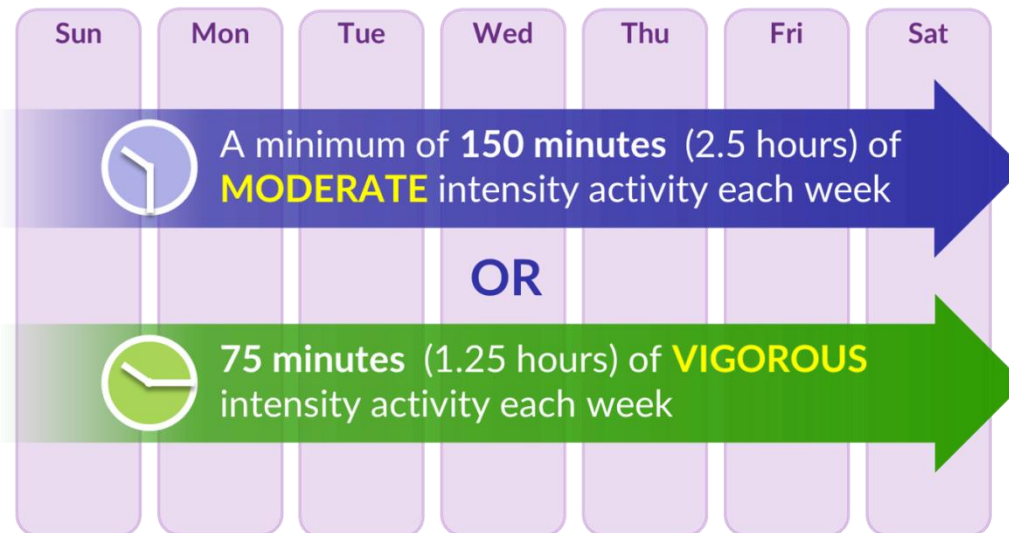 Sun Mon Tue Wed Thu Fri Sat
A minimum of 150 minutes (2.5 hours) of
MODERATE intensity activity each week
OR
75 minutes (1.25 hours) of VIGOROUS
intensity activity each week